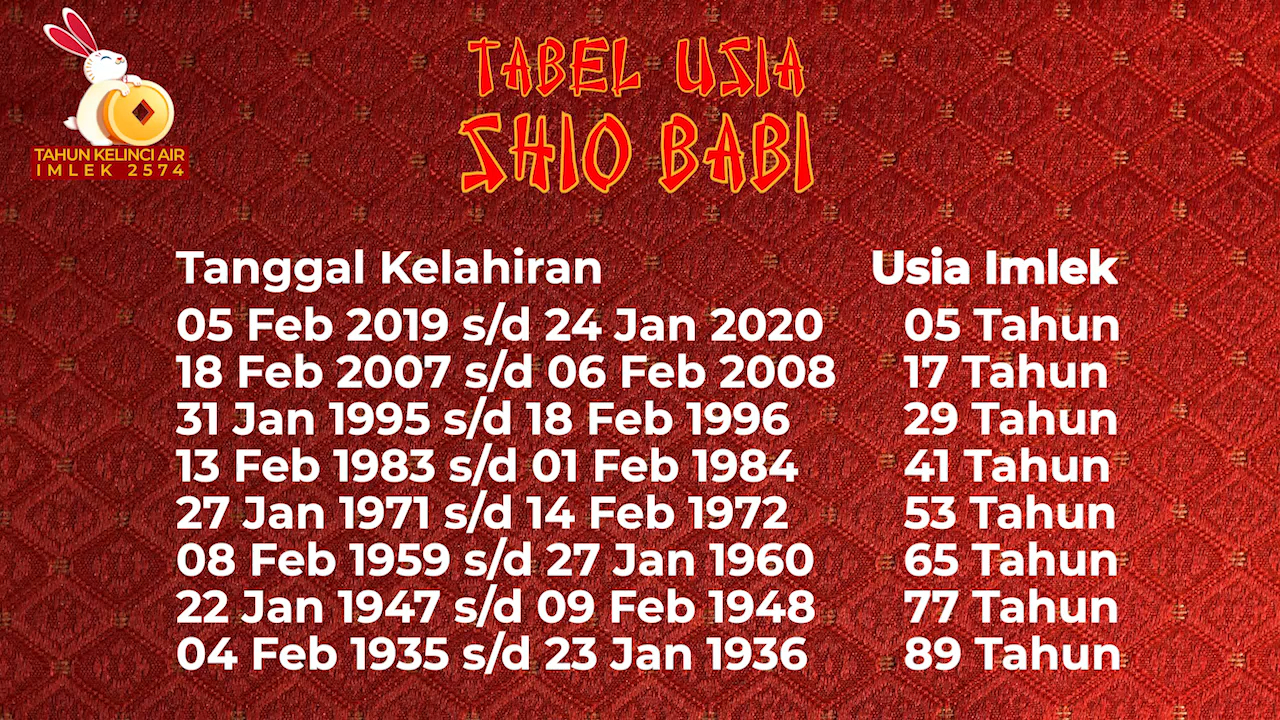 TAHUN KELINCI AIR
IMLEK 2574
TABEL USIA
SHIO BABI
Tanggal Kelahiran Usia Imlek
05 Feb 2019 s/d 24 Jan 2020 05 Tahun
18 Feb 2007 s/d 06 Feb 2008 17 Tahun
31 Jan 1995 s/d 18 Feb 1996 29 Tahun
13 Feb 1983 s/d 01 Feb 1984 41 Tahun
27 Jan 1971 s/d 14 Feb 1972 53 Tahun
08 Feb 1959 s/d 27 Jan 1960 65 Tahun
22 Jan 1947 s/d 09 Feb 1948 77 Tahun
04 Feb 1935 s/d 23 Jan 1936 89 Tahun